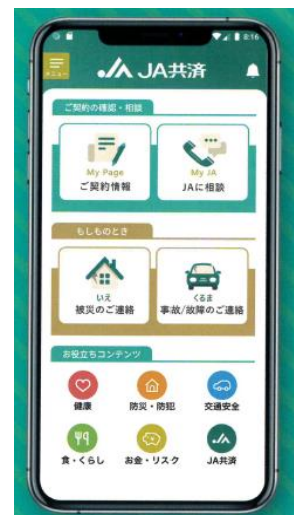 8:16
メニュー
JA共済
ご契約の確認・相談
My Page
ご契約情報
My JA
JAに相談
もしものとき
いえ
被災のご連絡
くるま
事故/故障のご連絡
お役立ちコンテンツ
健康
防災・防犯
交通安全
食・くらし
お金・リスク
JA共済